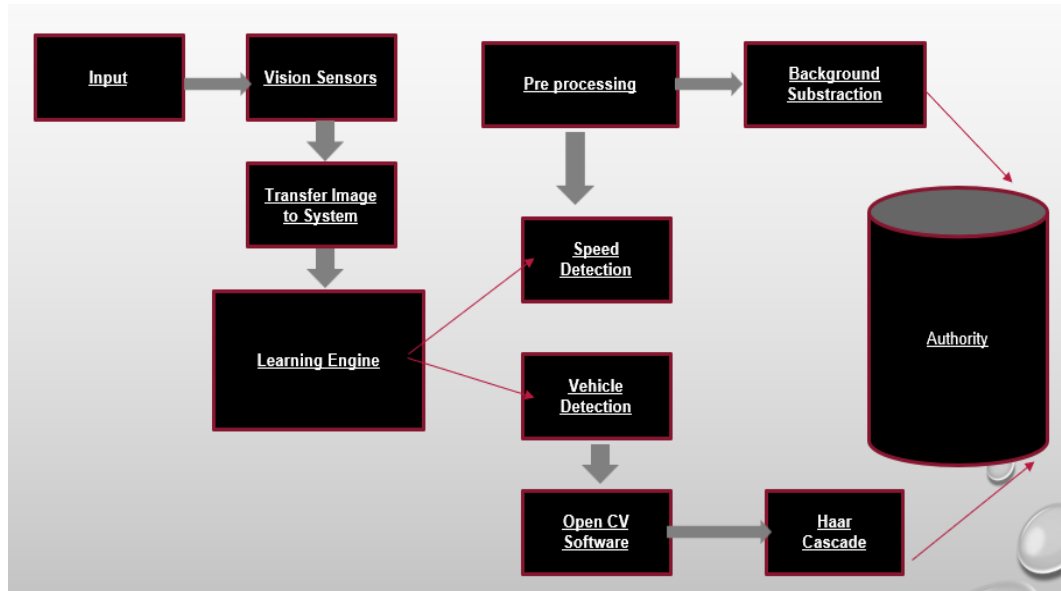 Input
Vision Sensors
Pre processing
Background
Substraction
Transfer Image
to System
Speed
Detection
Learning Engine
Authority
Vehicle
Detection
Open CV
Software
Haar
Cascade